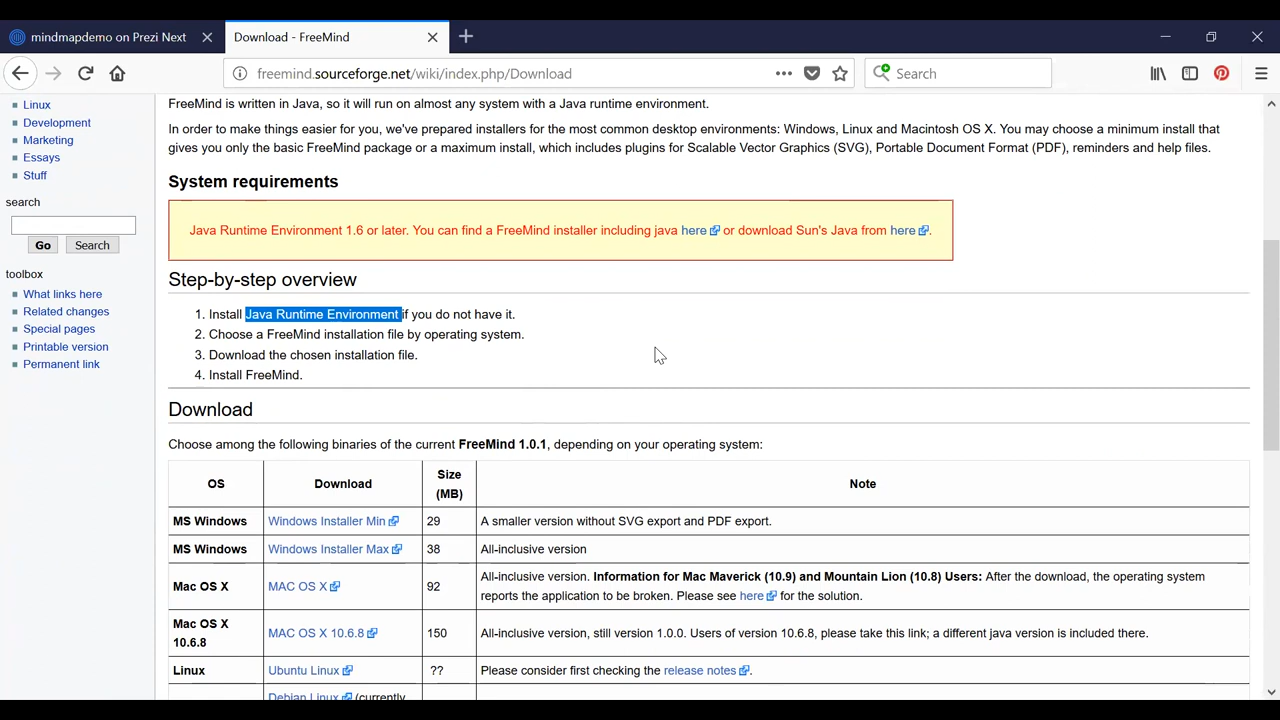 mindmapdemo on Prezi Next
Download - FreeMind
freemind.sourceforge.net/wiki/index.php/Download
Search
Linux
Development
Marketing
Essays
Stuff
search
Go Search
toolbox
What links here
Related changes
Special pages
Printable version
Permanent link
FreeMind is written in Java, so it will run on almost any system with a Java runtime environment.
In order to make things easier for you, we've prepared installers for the most common desktop environments: Windows, Linux and Macintosh OS X. You may choose a minimum install that
gives you only the basic FreeMind package or a maximum install, which includes plugins for Scalable Vector Graphics (SVG), Portable Document Format (PDF), reminders and help files.
System requirements
Java Runtime Environment 1.6 or later. You can find a FreeMind installer including java here or download Sun's Java from here.
Step-by-step overview
1. Install Java Runtime Environment if you do not have it.
2. Choose a FreeMind installation file by operating system.
3. Download the chosen installation file.
4. Install FreeMind.
Download
Choose among the following binaries of the current FreeMind 1.0.1, depending on your operating system:
OS Download Size (MB) Note
MS Windows Windows Installer Min 29 A smaller version without SVG export and PDF export.
MS Windows Windows Installer Max 38 All-inclusive version
Mac OS X MAC OS X 92 All-inclusive version. Information for Mac Maverick (10.9) and Mountain Lion (10.8) Users: After the download, the operating system
reports the application to be broken. Please see here for the solution.
Mac OS X 10.6.8 MAC OS X 10.6.8 150 All-inclusive version, still version 1.0.0. Users of version 10.6.8, please take this link; a different java version is included there.
Linux Ubuntu Linux ?? Please consider first checking the release notes.
Debian Linux (currently